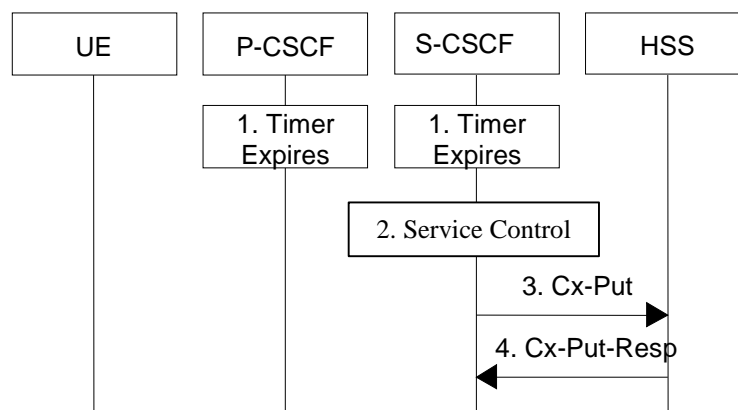 UE
P-CSCF
S-CSCF
HSS
1. Timer
Expires
1. Timer
Expires
2. Service Control
3. Cx-Put
4. Cx-Put-Resp